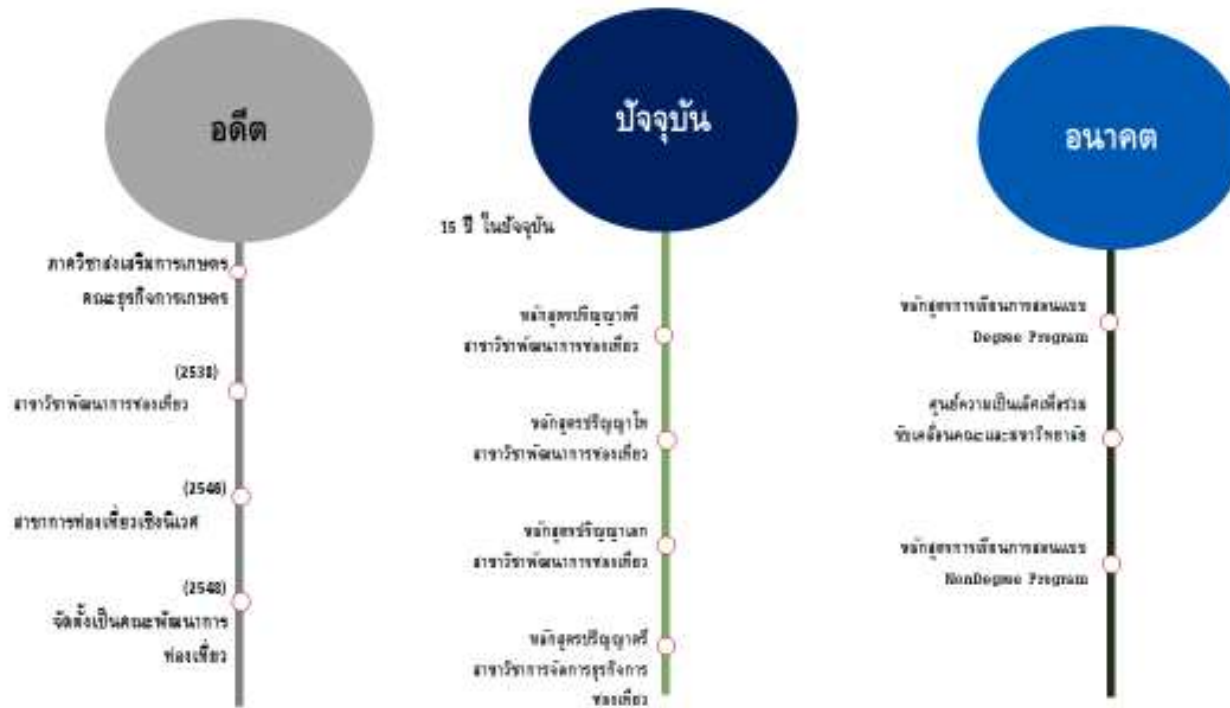 อดีต
ภาควิชาส่งเสริมการเกษตร
คณะธุรกิจการเกษตร
(2538)
สาขาวิชาพัฒนาการท่องเที่ยว
(2546)
สาขาการท่องเที่ยวเชิงนิเวศ
(2548)
จัดตั้งเป็นคณะพัฒนาการ
ท่องเที่ยว
ปัจจุบัน
15 ปี ในปัจจุบัน
หลักสูตรปริญญาตรี
สาขาวิชาพัฒนาการท่องเที่ยว
หลักสูตรปริญญาโท
สาขาวิชาพัฒนาการท่องเที่ยว
หลักสูตรปริญญาเอก
สาขาวิชาพัฒนาการท่องเที่ยว
หลักสูตรปริญญาตรี
สาขาวิชาการจัดการธุรกิจการ
ท่องเที่ยว
อนาคต
หลักสูตรการเรียนการสอนแบบ
Degree Program
ศูนย์ความเป็นเลิศเพื่อร่วม
ขับเคลื่อนคณะและมหาวิทยาลัย
หลักสูตรการเรียนการสอนแบบ
NonDegree Program